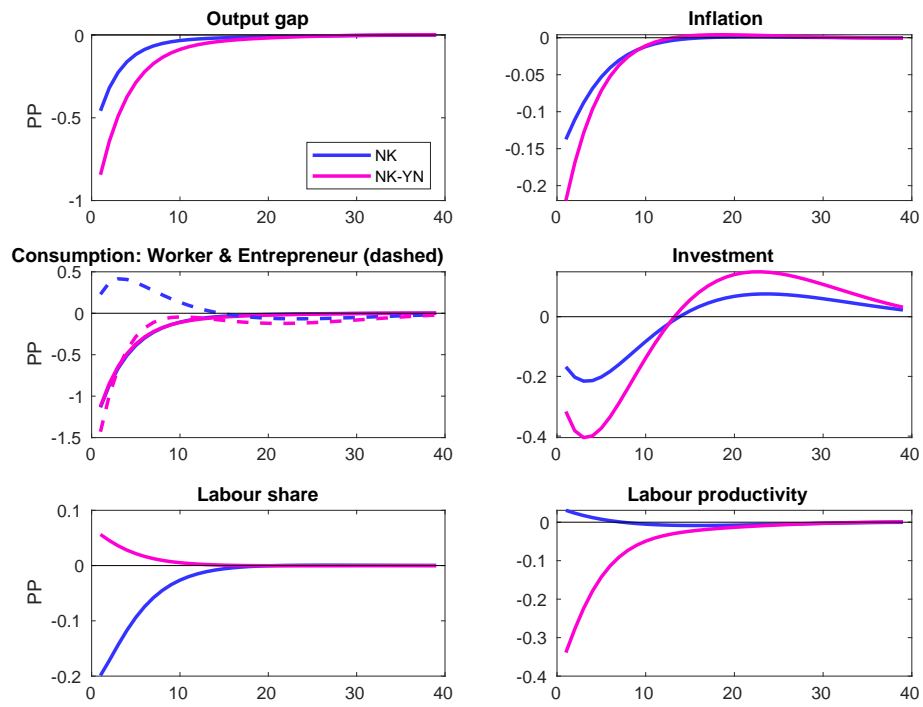 Output gap
0
-0.5
-1
PP
0 10 20 30 40
NK
NK-YN
Inflation
0
-0.05
-0.1
-0.15
-0.2
0 10 20 30 40
Consumption: Worker & Entrepreneur (dashed)
0.5
0
-0.5
-1
-1.5
PP
0 10 20 30 40
Investment
0
-0.2
-0.4
0 10 20 30 40
Labour share
0.1
0
-0.1
-0.2
PP
0 10 20 30 40
Labour productivity
0
-0.1
-0.2
-0.3
-0.4
0 10 20 30 40